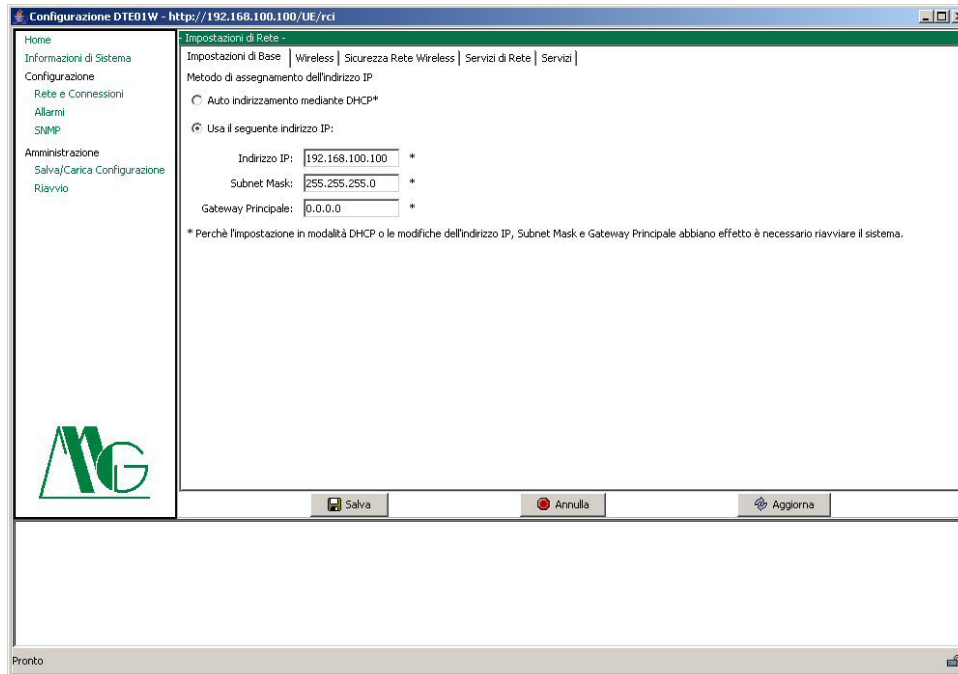 Configurazione DTE01W - http://192.168.100.100/UE/rci
Home
Informazioni di Sistema
Configurazione
Rete e Connessioni
Allarmi
SNMP
Amministrazione
Salva/Carica Configurazione
Riavvio
MG
- Impostazioni di Rete -
Impostazioni di Base | Wireless | Sicurezza Rete Wireless | Servizi di Rete | Servizi |
Metodo di assegnamento dell'indirizzo IP
Auto indirizzamento mediante DHCP*
Usa il seguente indirizzo IP:
Indirizzo IP: 192.168.100.100 *
Subnet Mask: 255.255.255.0 *
Gateway Principale: 0.0.0.0 *
* Perchè l'impostazione in modalità DHCP o le modifiche dell'indirizzo IP, Subnet Mask e Gateway Principale abbiano effetto è necessario riavviare il sistema.
Salva Annulla Aggiorna
Pronto